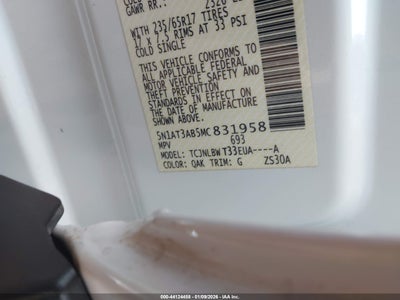 GAWR RR.
WITH 235/65R17 TIRES
17 X 7.5 RIMS AT 33 PSI
COLD SINGLE
THIS VEHICLE CONFORMS TO
ALL APPLICABLE FEDERAL
MOTOR VEHICLE SAFETY AND
THEFT PREVENTION
STANDARDS IN EFFECT ON
THE DATE OF MANUFACTURE
SHOWN ABOVE.
5N1AT3AB5MC831958
MPV 693
MODEL: TCJNLBW T33EUA----A
COLOR: QAK TRIM: G ZS30A
000-44124488 - 01/09/2026 - IAA Inc.